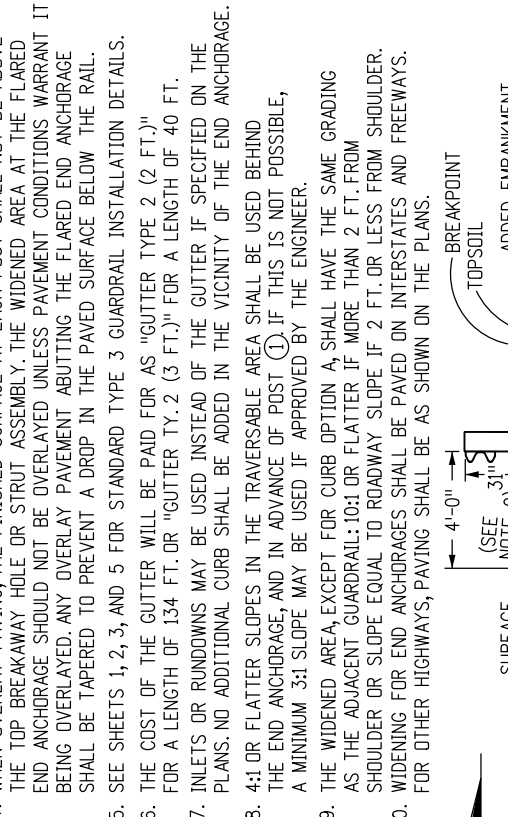 THE TOP BREAKAWAY HOLE OR STRUT ASSEMBLY. THE WIDENED AREA AT THE FLARED
END ANCHORAGE SHOULD NOT BE OVERLAYED UNLESS PAVEMENT CONDITIONS WARRANT IT
BEING OVERLAYED. ANY OVERLAY PAVEMENT ABUTTING THE FLARED END ANCHORAGE
SHALL BE TAPERED TO PREVENT A DROP IN THE PAVED SURFACE BELOW THE RAIL.
5. SEE SHEETS 1, 2, 3, AND 5 FOR STANDARD TYPE 3 GUARDRAIL INSTALLATION DETAILS.
6. THE COST OF THE GUTTER WILL BE PAID FOR AS "GUTTER TYPE 2 (2 FT.)"
FOR A LENGTH OF 134 FT. OR "GUTTER TY. 2 (3 FT.)" FOR A LENGTH OF 40 FT.
7. INLETS OR RUNDOWNS MAY BE USED INSTEAD OF THE GUTTER IF SPECIFIED ON THE
PLANS. NO ADDITIONAL CURB SHALL BE ADDED IN THE VICINITY OF THE END ANCHORAGE.
8. 4:1 OR FLATTER SLOPES IN THE TRAVERSABLE AREA SHALL BE USED BEHIND
THE END ANCHORAGE, AND IN ADVANCE OF POST 1. IF THIS IS NOT POSSIBLE,
A MINIMUM 3:1 SLOPE MAY BE USED IF APPROVED BY THE ENGINEER.
9. THE WIDENED AREA, EXCEPT FOR CURB OPTION A, SHALL HAVE THE SAME GRADING
AS THE ADJACENT GUARDRAIL: 10:1 OR FLATTER IF MORE THAN 2 FT. FROM
SHOULDER OR SLOPE EQUAL TO ROADWAY SLOPE IF 2 FT. OR LESS FROM SHOULDER.
0. WIDENING FOR END ANCHORAGES SHALL BE PAVED ON INTERSTATES AND FREEWAYS.
FOR OTHER HIGHWAYS, PAVING SHALL BE AS SHOWN ON THE PLANS.
BREAKPOINT
TOPSOIL
4'-0"
(SEE
31"